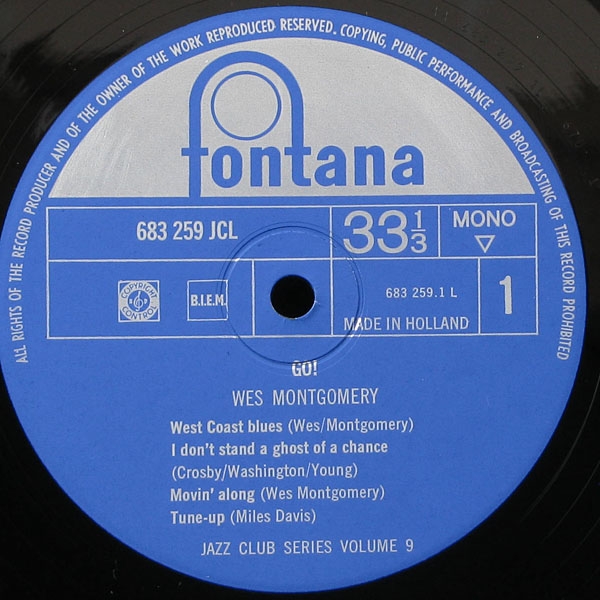 ALL RIGHTS OF THE RECORD PRODUCER AND OF THE OWNER OF THE WORK REPRODUCED RESERVED. COPYING, PUBLIC PERFORMANCE AND BROADCASTING OF THIS RECORD PROHIBITED
fontana
683 259 JCL
33 1/3
MONO
COPYRIGHT CONTROL
B.I.E.M.
683 259.1 L
MADE IN HOLLAND
1
GO!
WES MONTGOMERY
West Coast blues (Wes/Montgomery)
I don't stand a ghost of a chance
(Crosby/Washington/Young)
Movin' along (Wes Montgomery)
Tune-up (Miles Davis)
JAZZ CLUB SERIES VOLUME 9